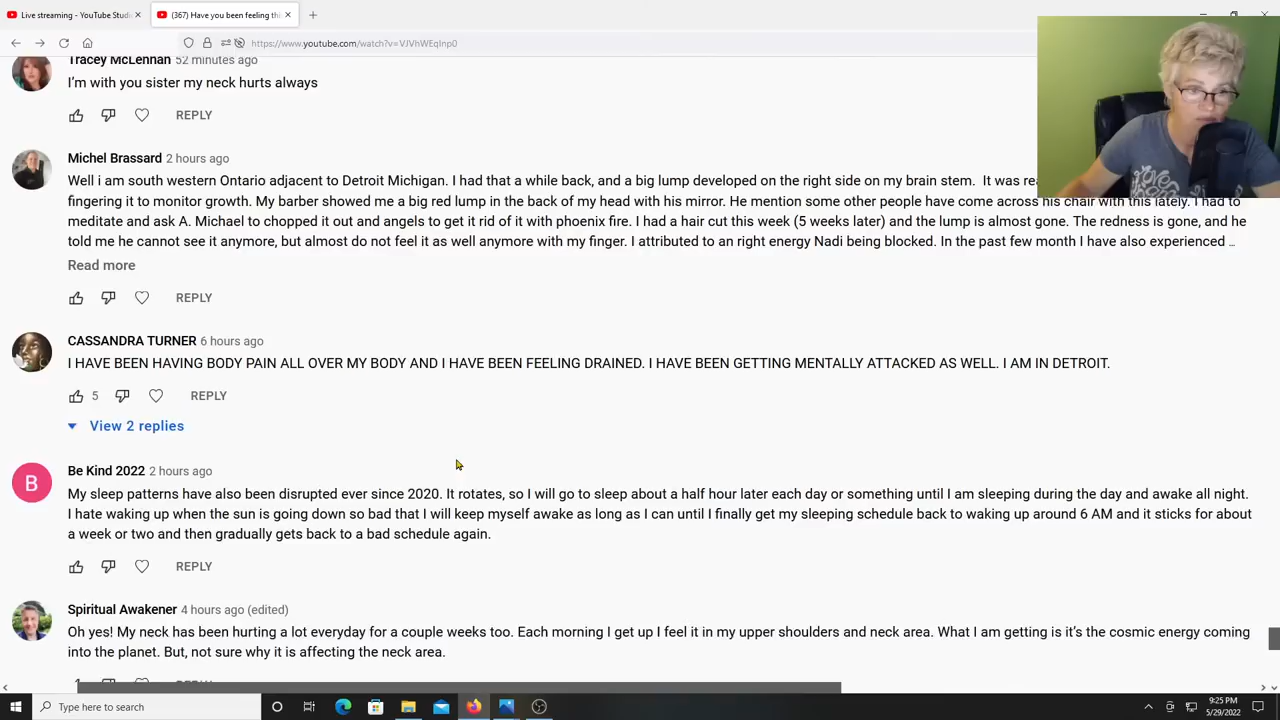 Live streaming - YouTube Studi
(367) Have you been feeling thi
https://www.youtube.com/watch?v=VJVhWEqInp0
Tracey McLennan 52 minutes ago
I'm with you sister my neck hurts always
REPLY
Michel Brassard 2 hours ago
Well i am south western Ontario adjacent to Detroit Michigan. I had that a while back, and a big lump developed on the right side on my brain stem. It was rea
fingering it to monitor growth. My barber showed me a big red lump in the back of my head with his mirror. He mention some other people have come across his chair with this lately. I had to
meditate and ask A. Michael to chopped it out and angels to get it rid of it with phoenix fire. I had a hair cut this week (5 weeks later) and the lump is almost gone. The redness is gone, and he
told me he cannot see it anymore, but almost do not feel it as well anymore with my finger. I attributed to an right energy Nadi being blocked. In the past few month I have also experienced ...
Read more
REPLY
CASSANDRA TURNER 6 hours ago
I HAVE BEEN HAVING BODY PAIN ALL OVER MY BODY AND I HAVE BEEN FEELING DRAINED. I HAVE BEEN GETTING MENTALLY ATTACKED AS WELL. I AM IN DETROIT.
5 REPLY
View 2 replies
B
Be Kind 2022 2 hours ago
My sleep patterns have also been disrupted ever since 2020. It rotates, so I will go to sleep about a half hour later each day or something until I am sleeping during the day and awake all night.
I hate waking up when the sun is going down so bad that I will keep myself awake as long as I can until I finally get my sleeping schedule back to waking up around 6 AM and it sticks for about
a week or two and then gradually gets back to a bad schedule again.
REPLY
Spiritual Awakener 4 hours ago (edited)
Oh yes! My neck has been hurting a lot everyday for a couple weeks too. Each morning I get up I feel it in my upper shoulders and neck area. What I am getting is it's the cosmic energy coming
into the planet. But, not sure why it is affecting the neck area.
Type here to search
9:25 PM
5/29/2022